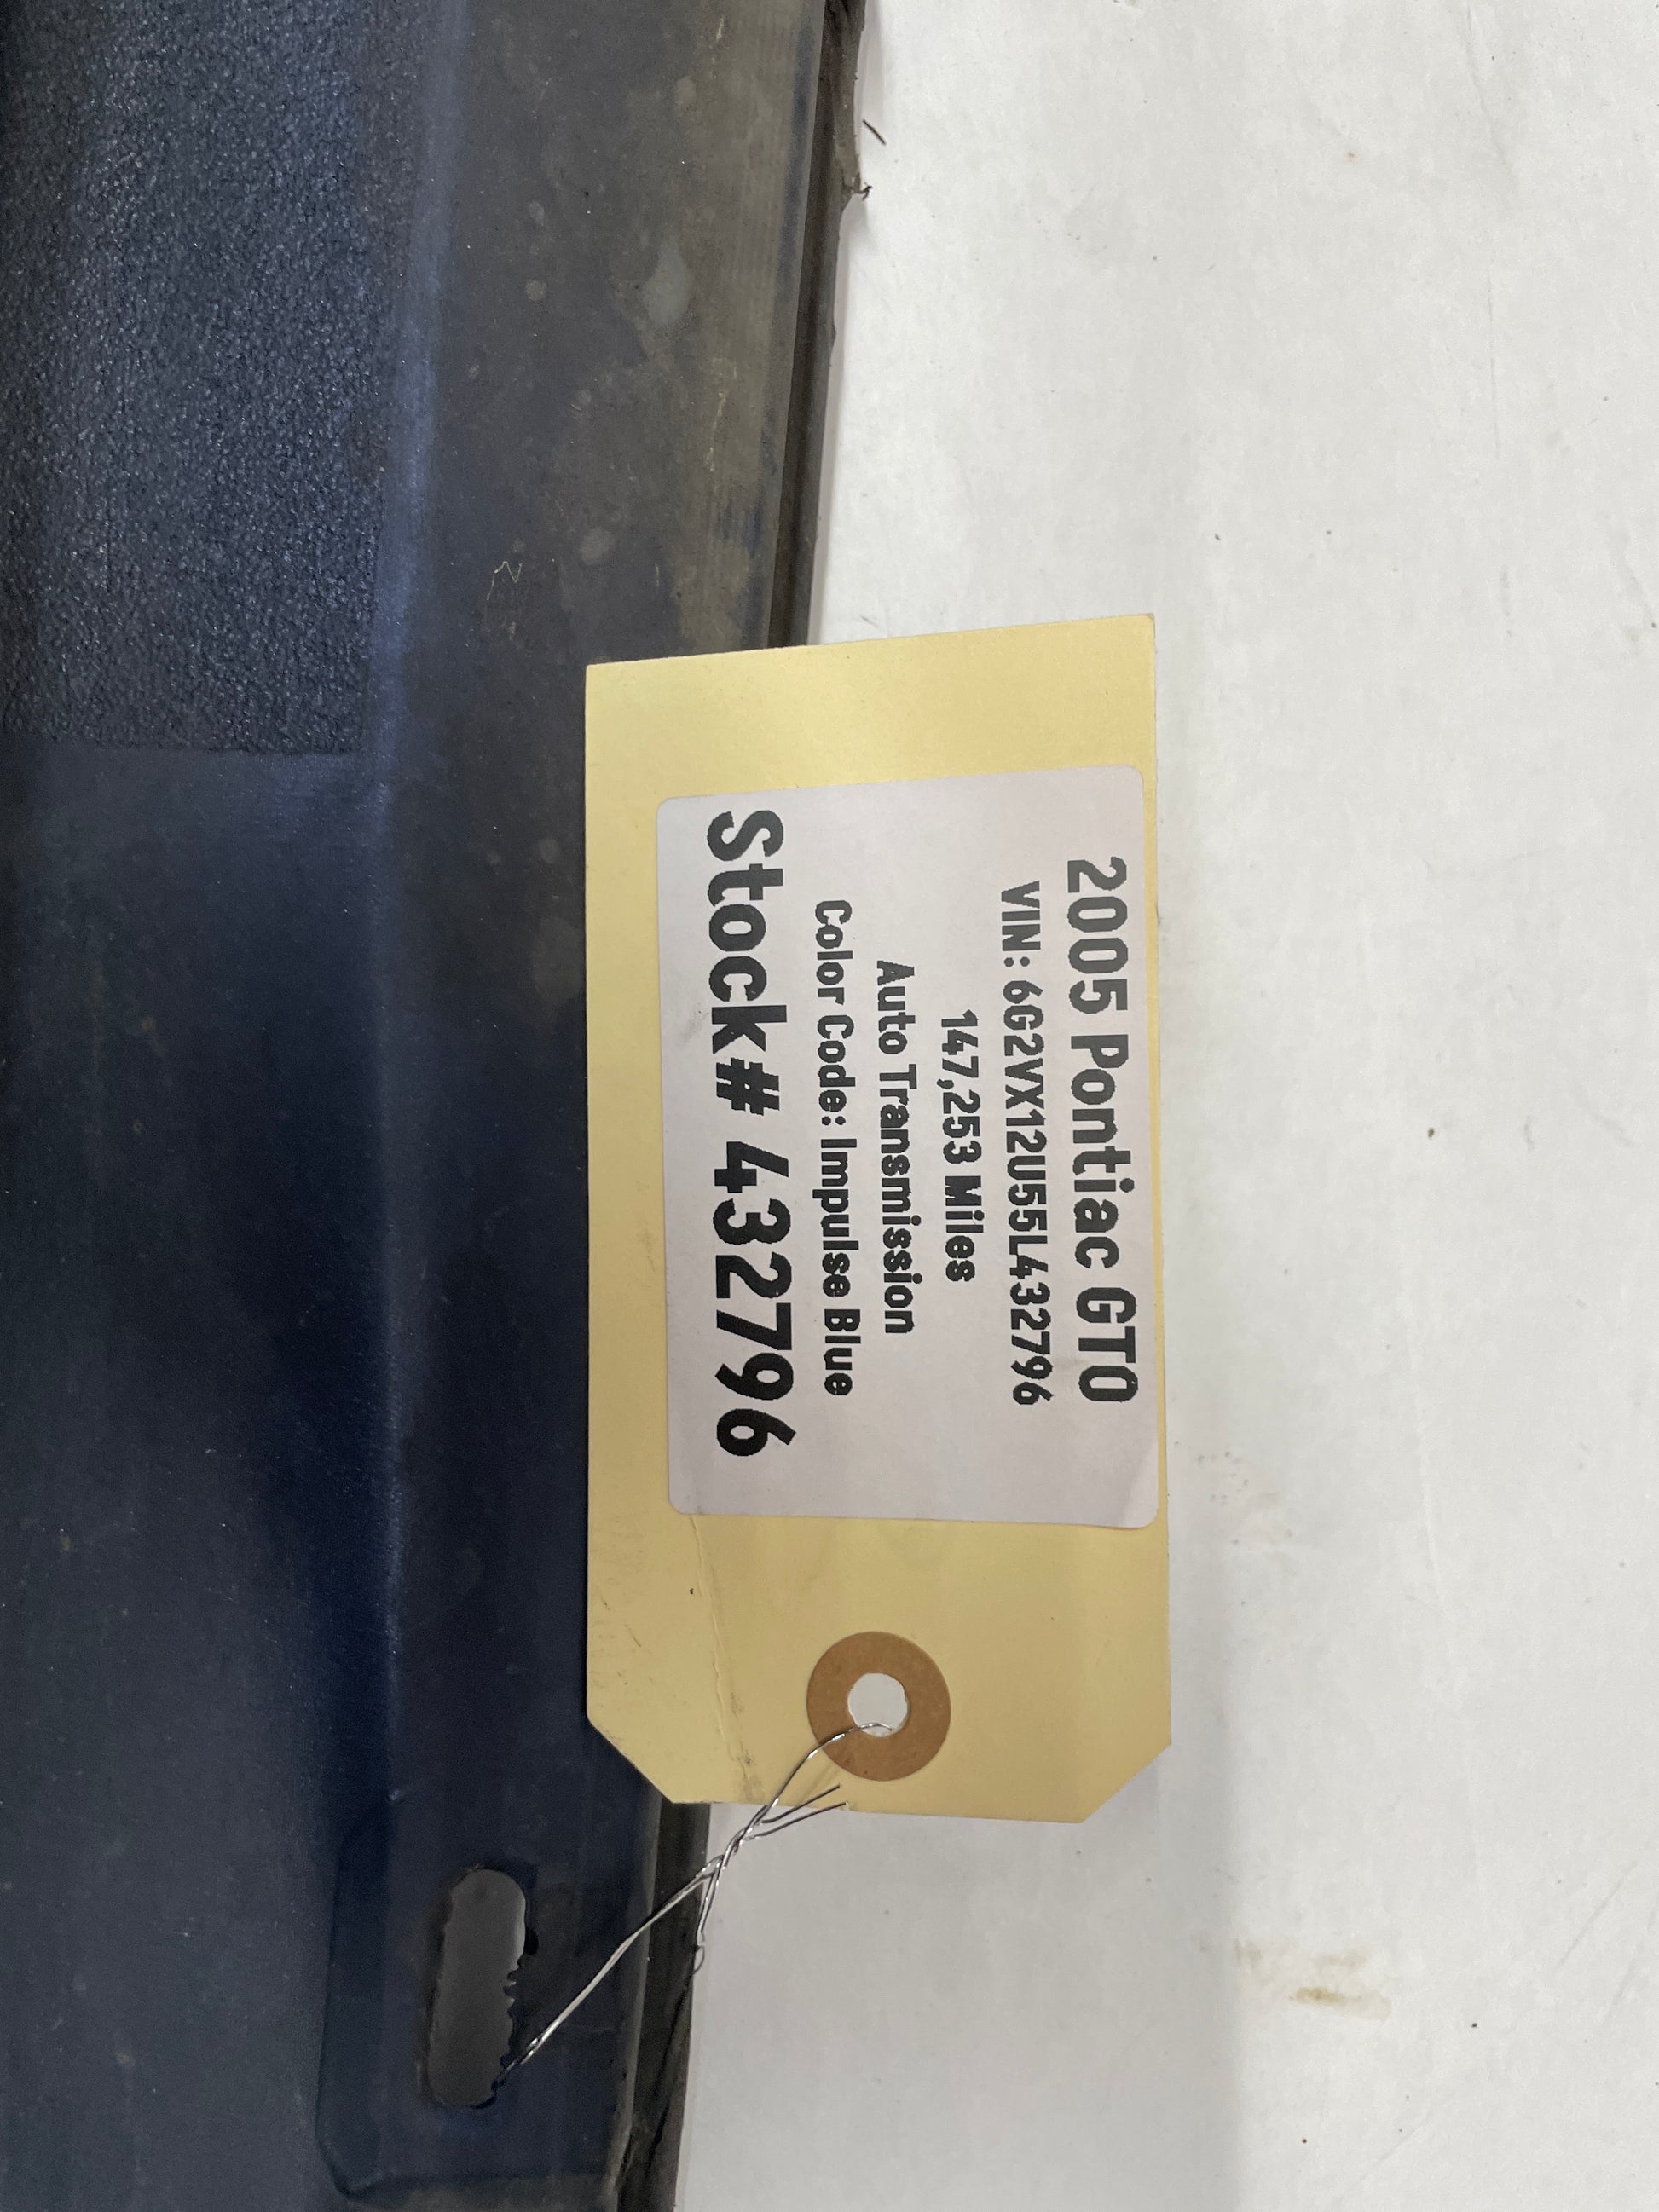 2005 Pontiac GTO
VIN: 6G2VX12U55L432796
147,253 Miles
Auto Transmission
Color Code: Impulse Blue
Stock# 432796